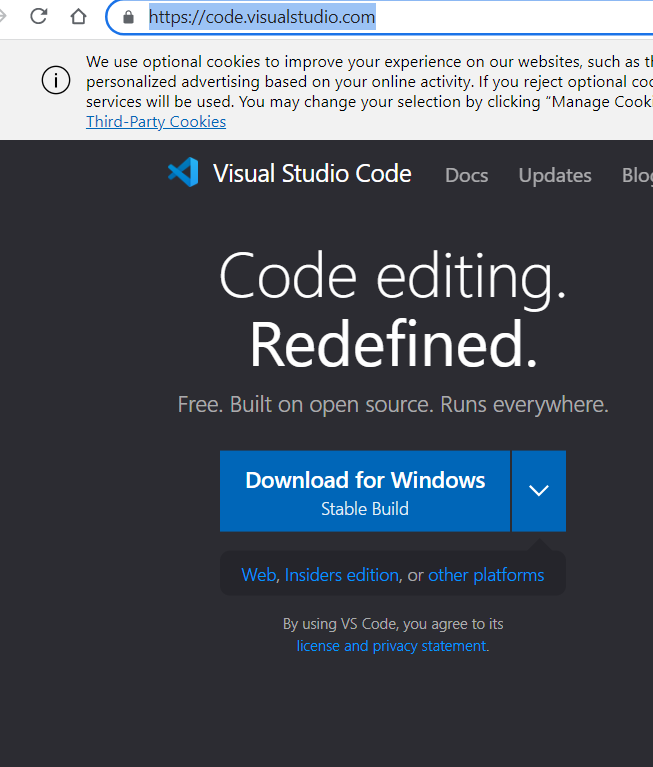 https://code.visualstudio.com
We use optional cookies to improve your experience on our websites, such as
personalized advertising based on your online activity. If you reject optional
services will be used. You may change your selection by clicking “Manage
Third-Party Cookies
Visual Studio Code Docs Updates Blog
Code editing.
Redefined.
Free. Built on open source. Runs everywhere.
Download for Windows
Stable Build
Web, Insiders edition, or other platforms
By using VS Code, you agree to its
license and privacy statement.